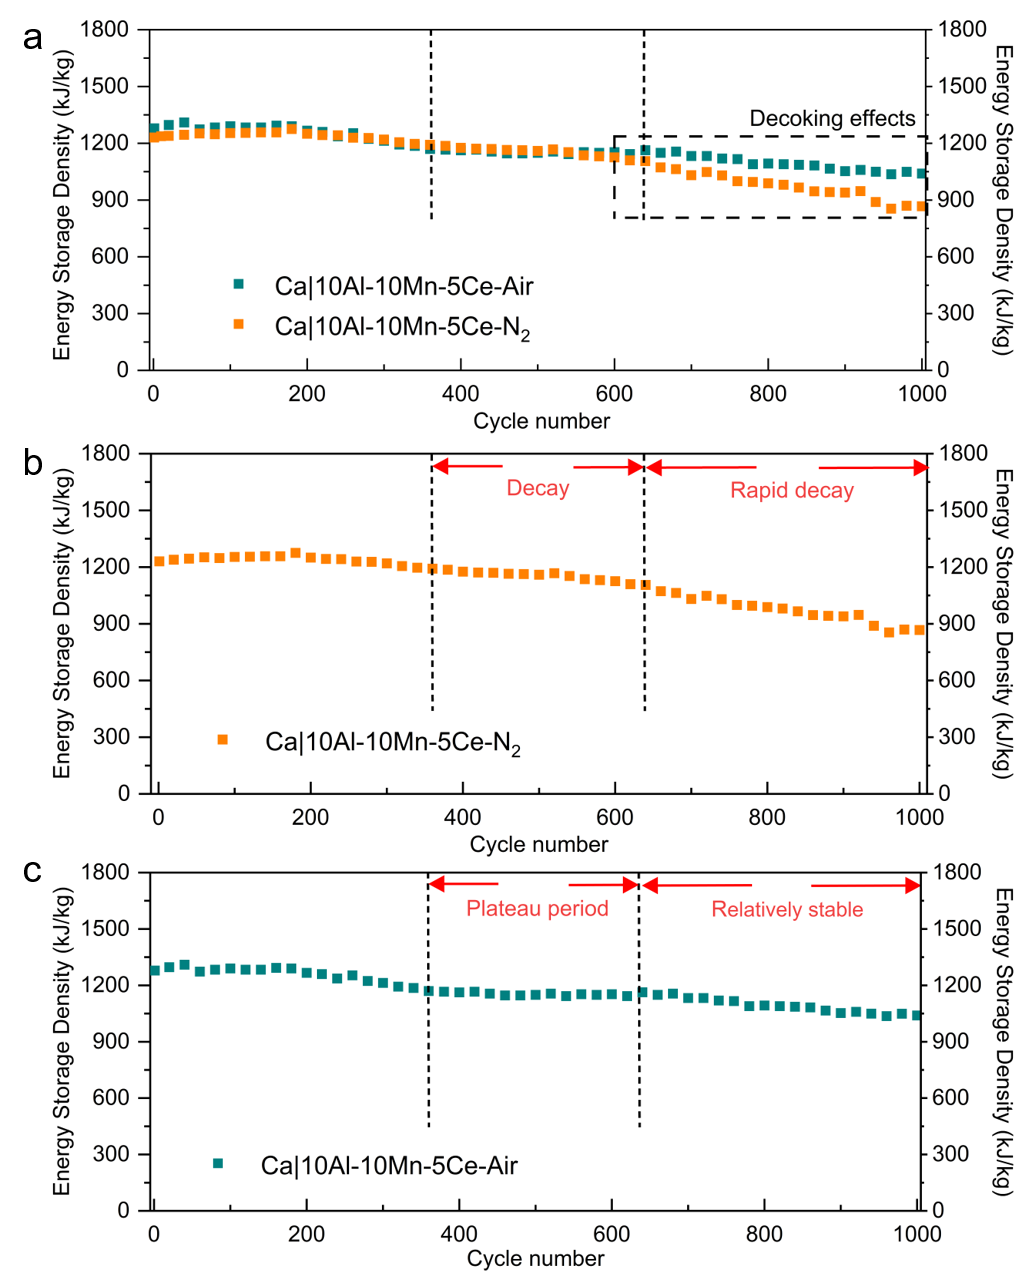 a
1800
1500
1200
900
600
300
0
Energy Storage Density (kJ/kg)
1800
1500
1200
900
600
300
0
Energy Storage Density (kJ/kg)
Decoking effects
Ca|10Al-10Mn-5Ce-Air
Ca|10Al-10Mn-5Ce-N₂
0 200 400 600 800 1000
Cycle number
b
1800
1500
1200
900
600
300
0
Energy Storage Density (kJ/kg)
1800
1500
1200
900
600
300
0
Energy Storage Density (kJ/kg)
Decay
Rapid decay
Ca|10Al-10Mn-5Ce-N₂
0 200 400 600 800 1000
Cycle number
c
1800
1500
1200
900
600
300
0
Energy Storage Density (kJ/kg)
1800
1500
1200
900
600
300
0
Energy Storage Density (kJ/kg)
Plateau period
Relatively stable
Ca|10Al-10Mn-5Ce-Air
0 200 400 600 800 1000
Cycle number